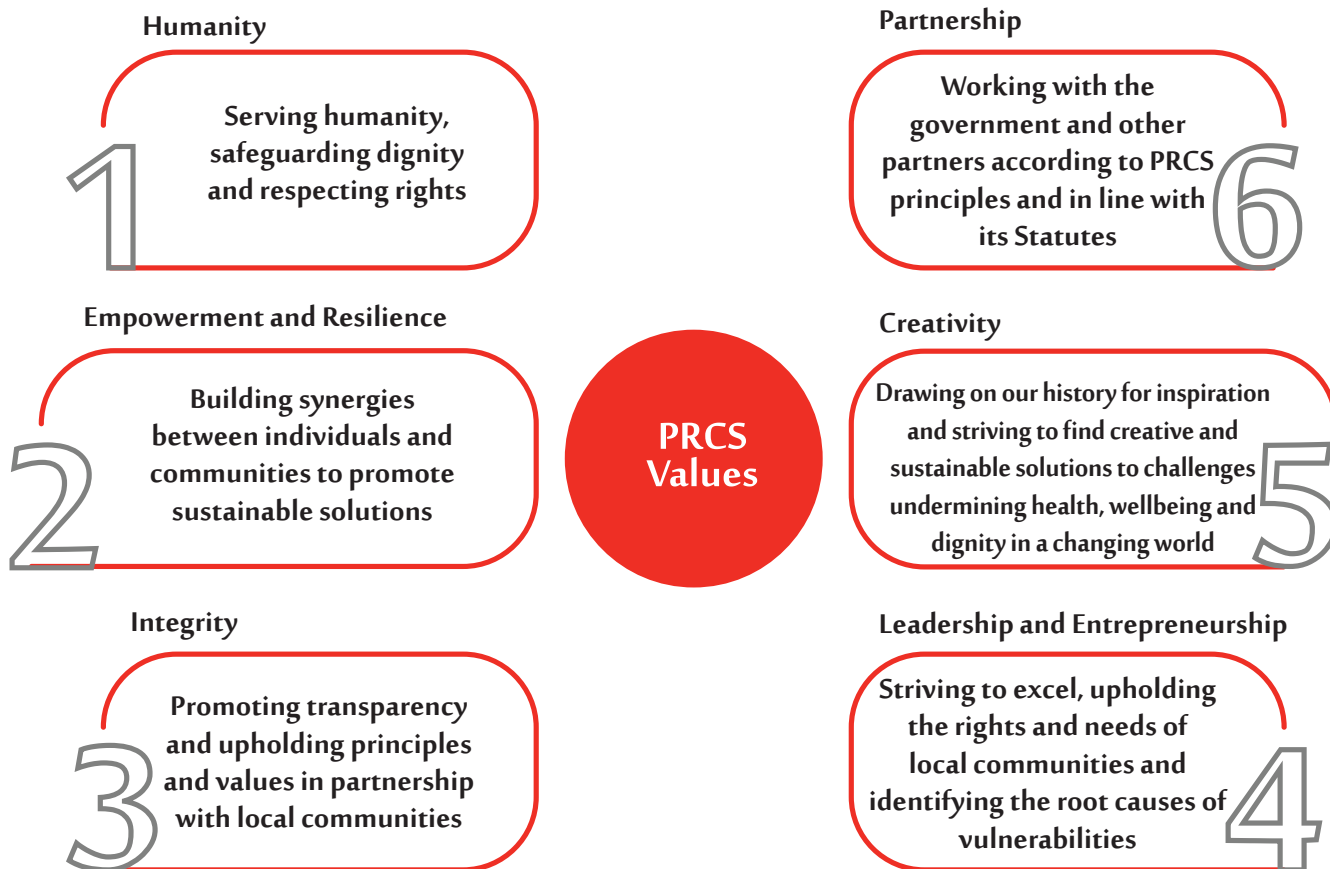 Humanity
1
Serving humanity,
safeguarding dignity
and respecting rights
Empowerment and Resilience
2
Building synergies
between individuals and
communities to promote
sustainable solutions
Integrity
3
Promoting transparency
and upholding principles
and values in partnership
with local communities
PRCS
Values
Partnership
Working with the
government and other
partners according to PRCS
principles and in line with
its Statutes
6
Creativity
Drawing on our history for inspiration
and striving to find creative and
sustainable solutions to challenges
undermining health, wellbeing and
dignity in a changing world
5
Leadership and Entrepreneurship
Striving to excel, upholding
the rights and needs of
local communities and
identifying the root causes of
vulnerabilities
4